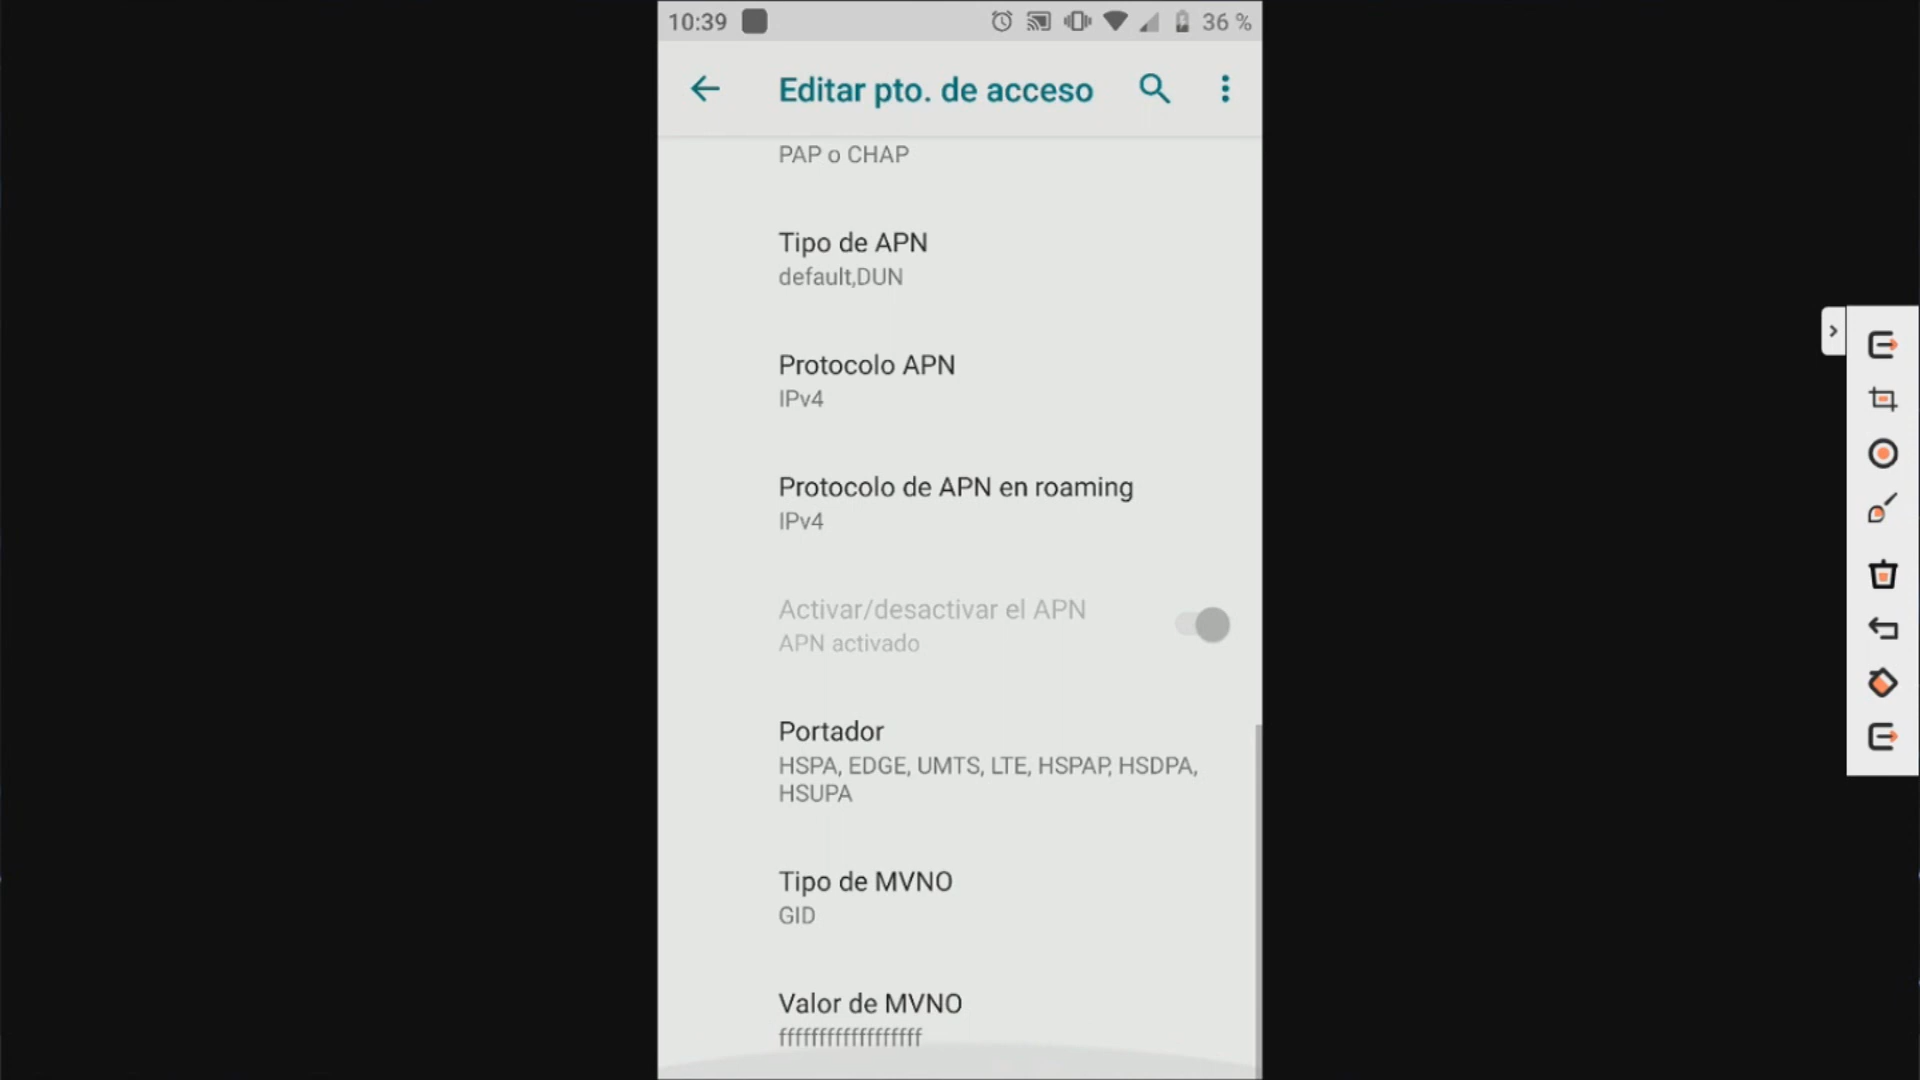 10:39
36 %
Editar pto. de acceso
PAP o CHAP
Tipo de APN
default,DUN
Protocolo APN
IPv4
Protocolo de APN en roaming
IPv4
Activar/desactivar el APN
APN activado
Portador
HSPA, EDGE, UMTS, LTE, HSPAP, HSDPA,
HSUPA
Tipo de MVNO
GID
Valor de MVNO
ffffffffffffffffff